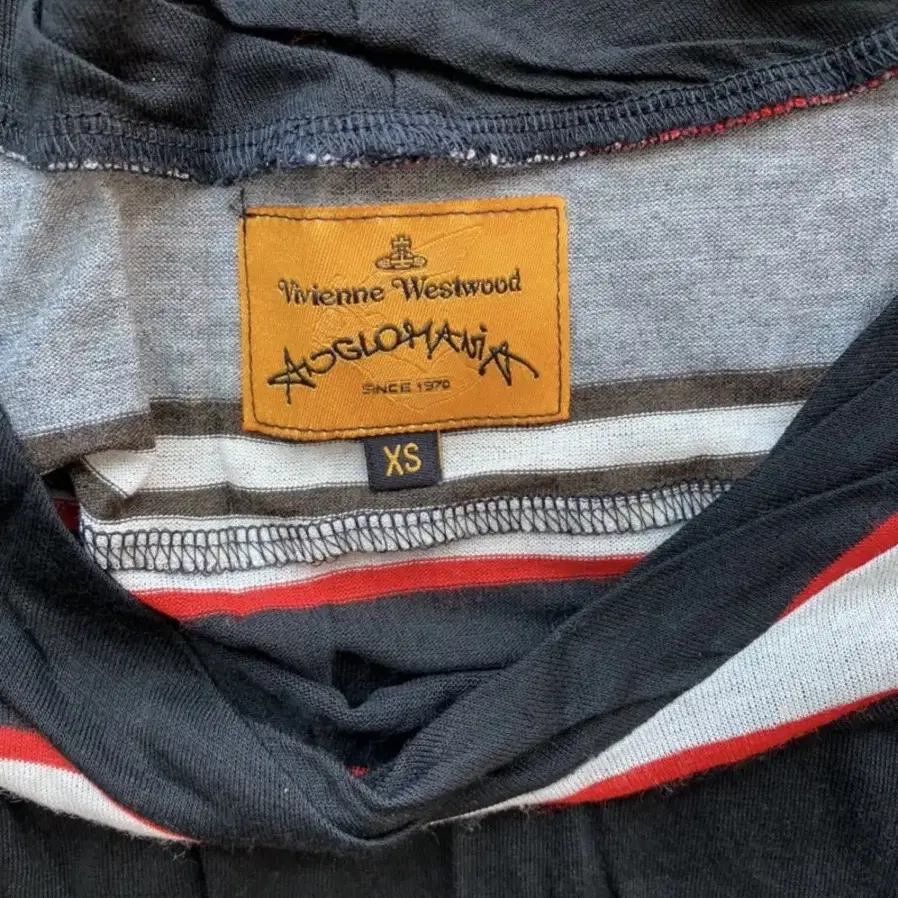 Vivienne Westwood
ANGLOMANIA
SINCE 1970
XS